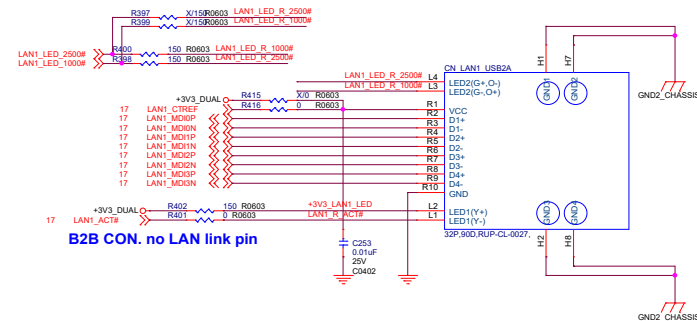 R397 X/150 R0603 LAN1_LED_R_2500#
R399 X/150 R0603 LAN1_LED_R_1000#
LAN1_LED_2500# R400 150 R0603 LAN1_LED_R_1000#
LAN1_LED_1000# R398 150 R0603 LAN1_LED_R_2500#
CN_LAN1_USB2A
H1 H7
LAN1_LED_R_2500# L4 LED2(G+,O-)
LAN1_LED_R_1000# L3 LED2(G-,O+)
GND1 GND2
GND2_CHASSIS
+3V3_DUAL R415 X/0 R0603
17 LAN1_CTREF R416 0 R0603 R1 VCC
17 LAN1_MDI0P R2 D1+
17 LAN1_MDI0N R3 D1-
17 LAN1_MDI1P R4 D2+
17 LAN1_MDI1N R5 D2-
17 LAN1_MDI2P R6 D3+
17 LAN1_MDI2N R7 D3-
17 LAN1_MDI3P R8 D4+
17 LAN1_MDI3N R9 D4-
R10 GND
+3V3_DUAL R402 150 R0603 +3V3_LAN1_LED L2 LED1(Y+)
17 LAN1_ACT# R401 0 R0603 LAN1_R_ACT# L1 LED1(Y-)
GND3 GND4
32P,90D,RUP-CL-0027,
H2 H8
B2B CON. no LAN link pin
C253
0.01uF
25V
C0402
GND2_CHASSIS